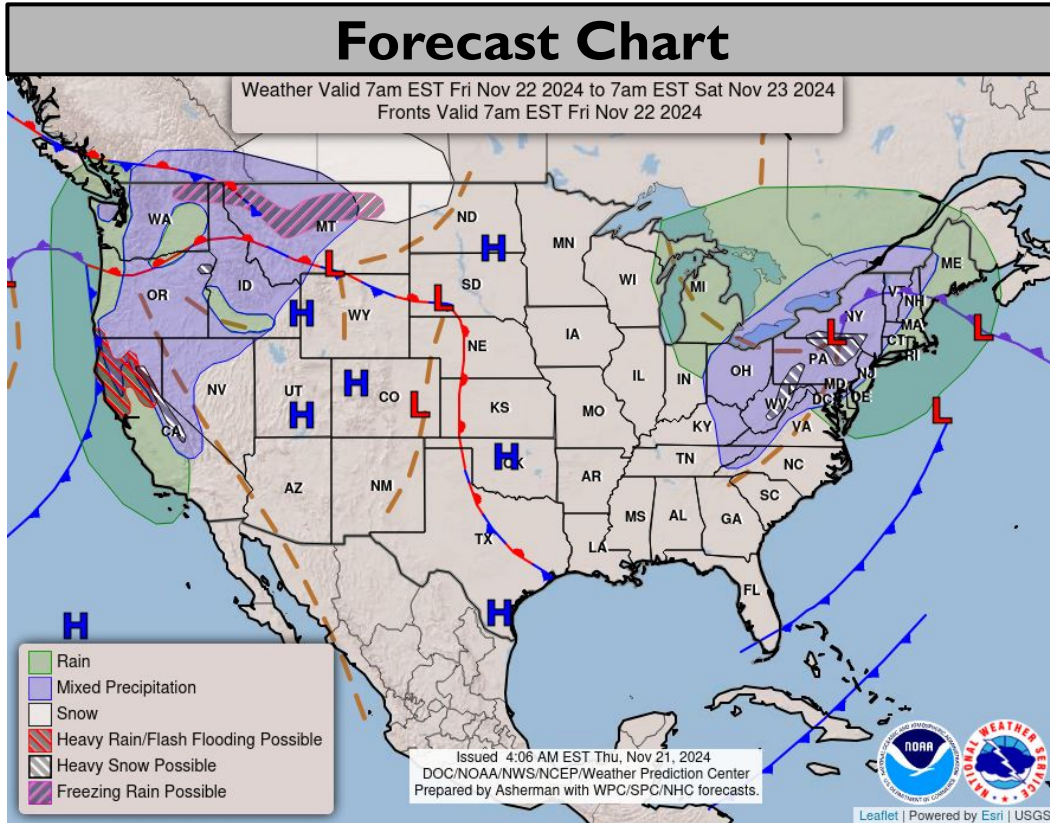 Forecast Chart
Weather Valid 7am EST Fri Nov 22 2024 to 7am EST Sat Nov 23 2024
Fronts Valid 7am EST Fri Nov 22 2024
WA
MT
ND
H
MN
ME
L
OR
ID
H
WY
L
SD
WI
MI
VT
NH
NY
L
MA
L
CT
RI
L
NE
IA
PA
NJ
OH
IN
IL
MD
DE
DC
WV
VA
L
NV
UT
H
H
CO
L
KS
MO
KY
CA
H
OK
TN
NC
AZ
NM
AR
SC
MS
AL
GA
TX
LA
FL
H
H
Rain
Mixed Precipitation
Snow
Heavy Rain/Flash Flooding Possible
Heavy Snow Possible
Freezing Rain Possible
Issued 4:06 AM EST Thu, Nov 21, 2024
DOC/NOAA/NWS/NCEP/Weather Prediction Center
Prepared by Asherman with WPC/SPC/NHC forecasts.
NOAA
NATIONAL WEATHER SERVICE
Leaflet | Powered by Esri | USGS